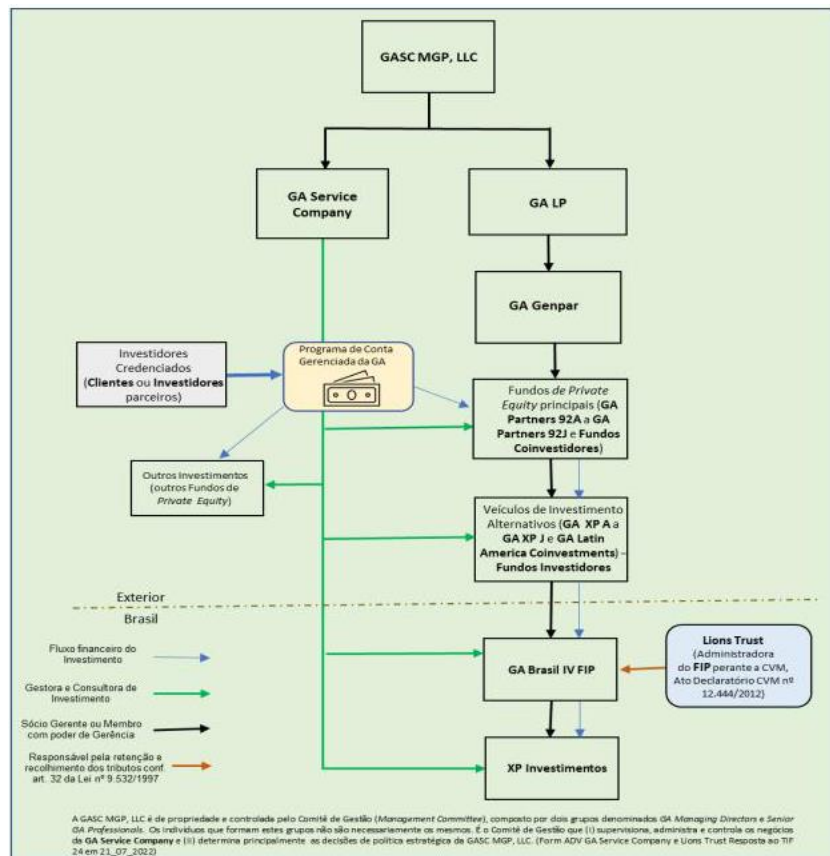 GASC MGP, LLC
GA Service
Company
GA LP
GA Genpar
Investidores
Credenciados
(Clientes ou Investidores
parceiros)
Programa de Conta
Gerenciada da GA
Fundos de Private
Equity principais (GA
Partners 92A a GA
Partners 92J e Fundos
Coinvestidores)
Outros Investimentos
(outros Fundos de
Private Equity)
Veículos de Investimento
Alternativos (GA XP A a
GA XP J e GA Latin
America Coinvestments) –
Fundos Investidores
Exterior
Brasil
Fluxo financeiro do
Investimento
Gestora e Consultora de
Investimento
Sócio Gerente ou Membro
com poder de Gerência
Responsável pela retenção e
recolhimento dos tributos conf.
art. 32 da Lei nº 9.532/1997
GA Brasil IV FIP
Lions Trust
(Administradora
do FIP perante a CVM,
Ato Declaratório CVM nº
12.444/2012)
XP Investimentos
A GASC MGP, LLC é de propriedade e controlada pelo Comitê de Gestão (Management Committee), composto por dois grupos denominados GA Managing Directors e Senior
GA Professionals. Os indivíduos que formam estes grupos não são necessariamente os mesmos. É o Comitê de Gestão que (i) supervisiona, administra e controla os negócios
da GA Service Company e (ii) determina principalmente as decisões de política estratégica da GASC MGP, LLC. (Form ADV GA Service Company e Lions Trust Resposta ao TIF
24 em 21_07_2022)